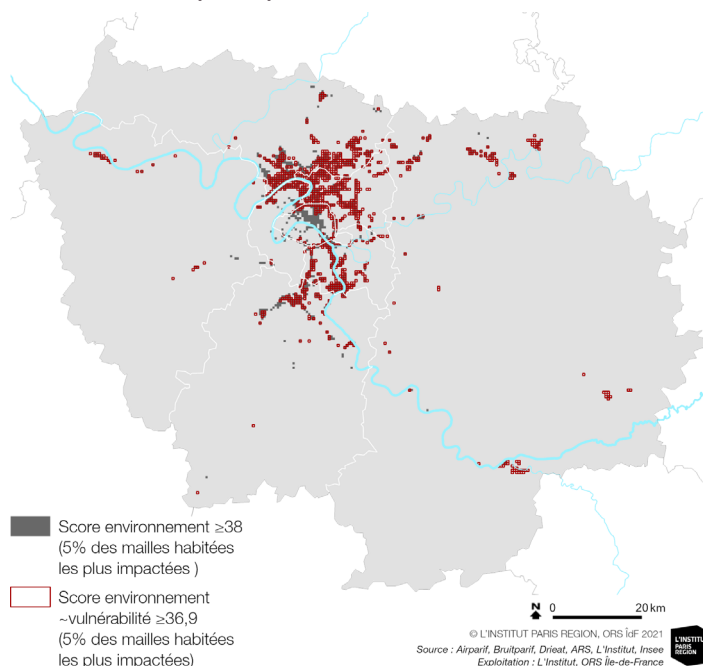 Score environnement ≥38
(5% des mailles habitées
les plus impactées )
Score environnement
~vulnérabilité ≥36,9
(5% des mailles habitées
les plus impactées)
N 0 20 km
© L'INSTITUT PARIS REGION, ORS ÎdF 2021
Source : Airparif, Bruitparif, Drieat, ARS, L'Institut, Insee
Exploitation : L'Institut, ORS Île-de-France
L'INSTITUT
PARIS
REGION